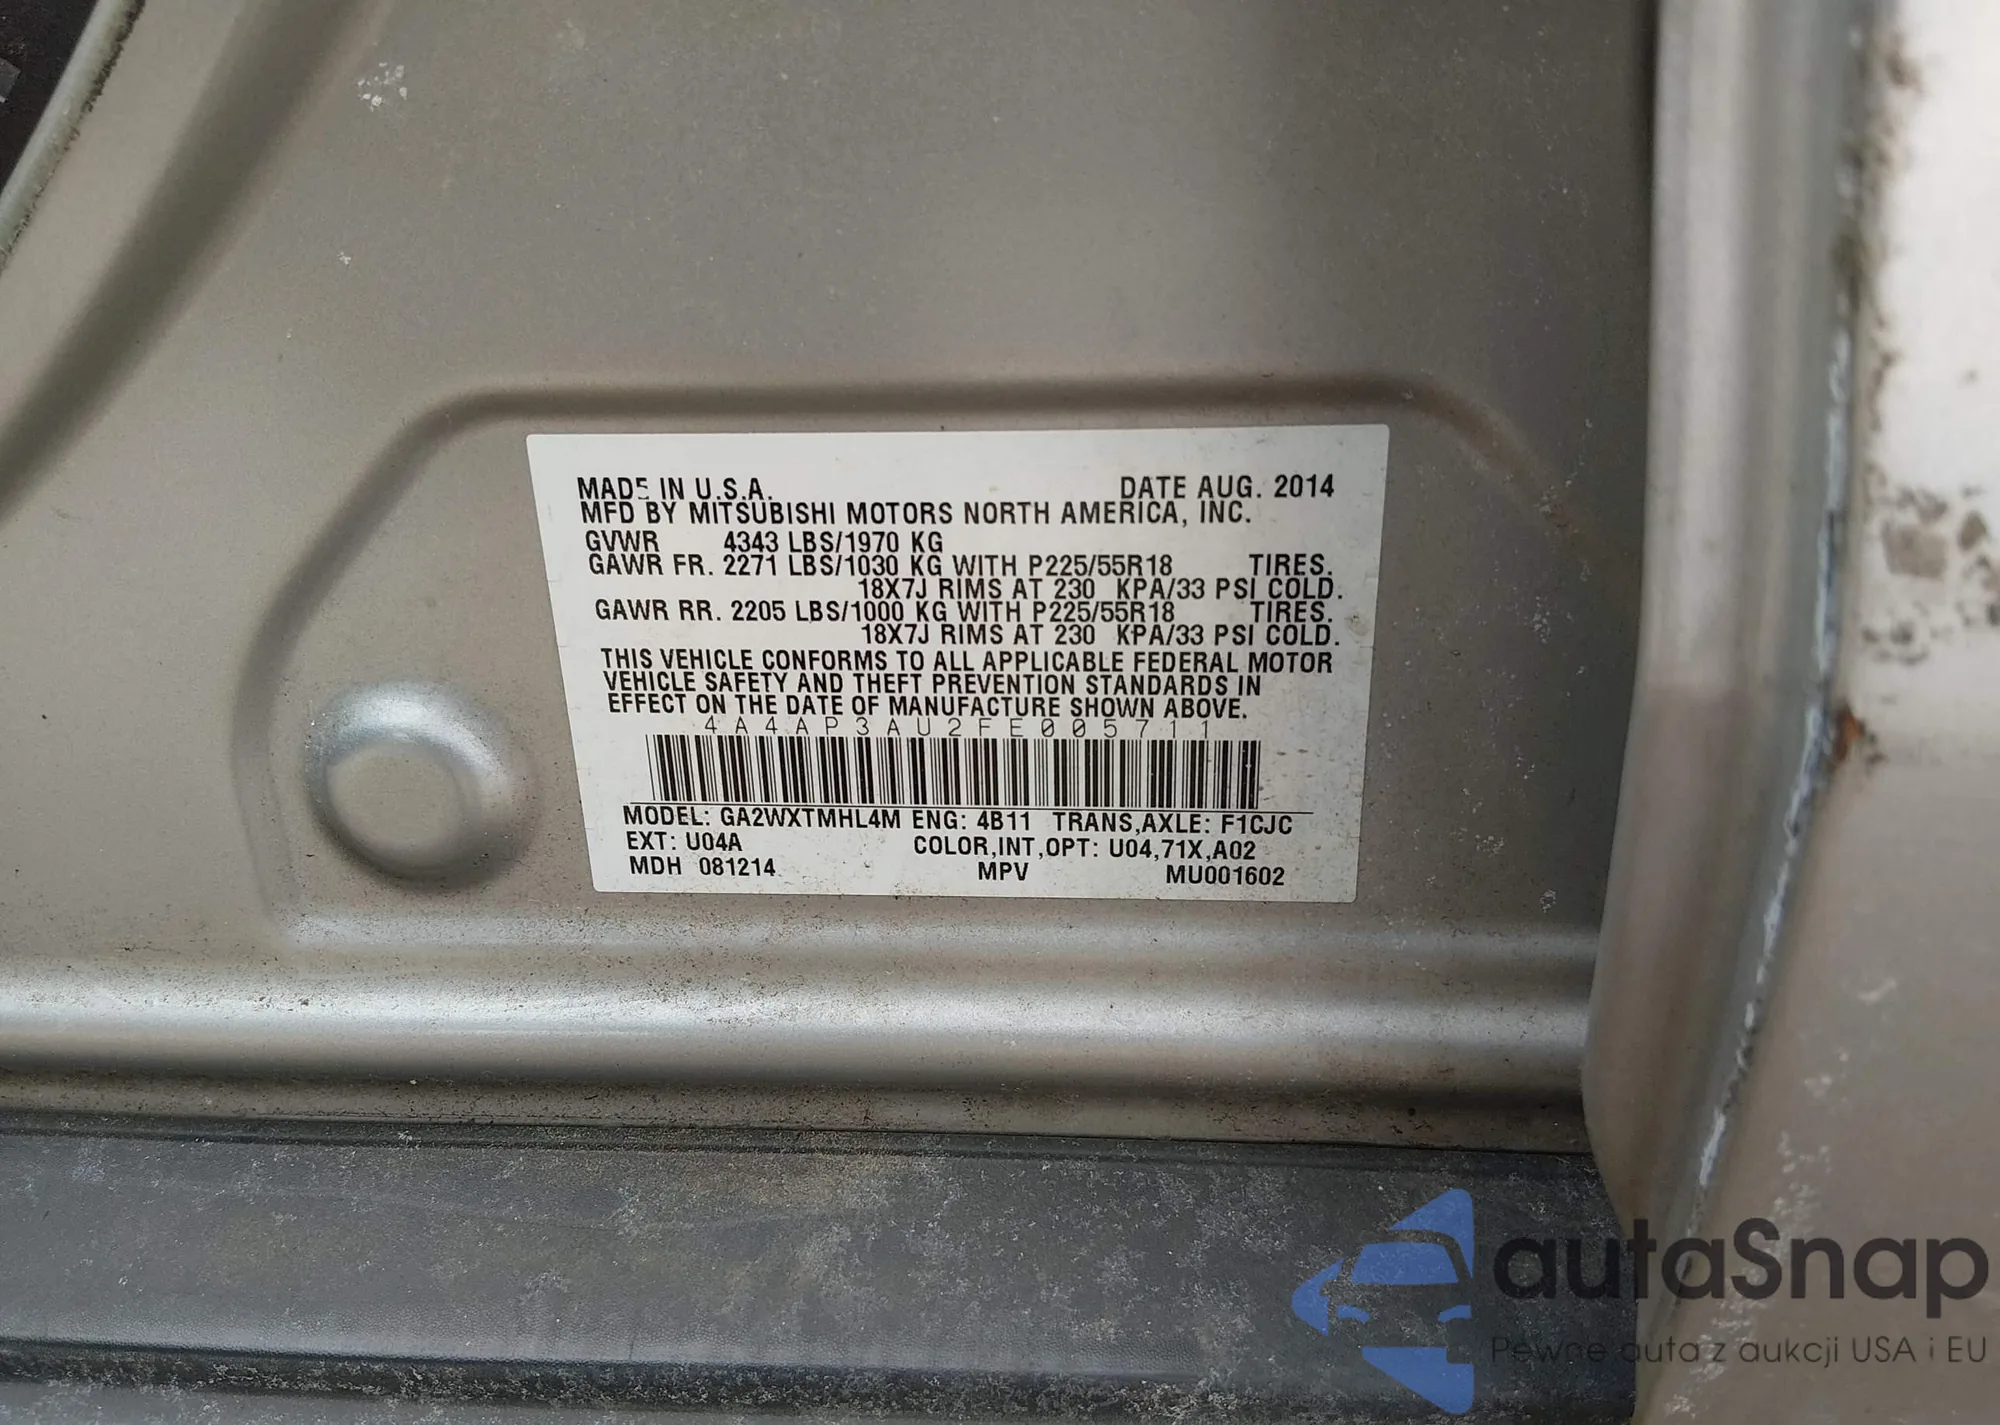 MADE IN U.S.A. DATE AUG. 2014
MFD BY MITSUBISHI MOTORS NORTH AMERICA, INC.
GVWR 4343 LBS/1970 KG
GAWR FR. 2271 LBS/1030 KG WITH P225/55R18 TIRES.
18X7J RIMS AT 230 KPA/33 PSI COLD.
GAWR RR. 2205 LBS/1000 KG WITH P225/55R18 TIRES.
18X7J RIMS AT 230 KPA/33 PSI COLD.
THIS VEHICLE CONFORMS TO ALL APPLICABLE FEDERAL MOTOR
VEHICLE SAFETY AND THEFT PREVENTION STANDARDS IN
EFFECT ON THE DATE OF MANUFACTURE SHOWN ABOVE.
4A4AP3AU2FE005711
MODEL: GA2WXTMHL4M ENG: 4B11 TRANS,AXLE: F1CJC
EXT: U04A COLOR,INT,OPT: U04,71X,A02
MDH 081214 MPV MU001602
autaSnap
Pewne auta z aukcji USA i EU